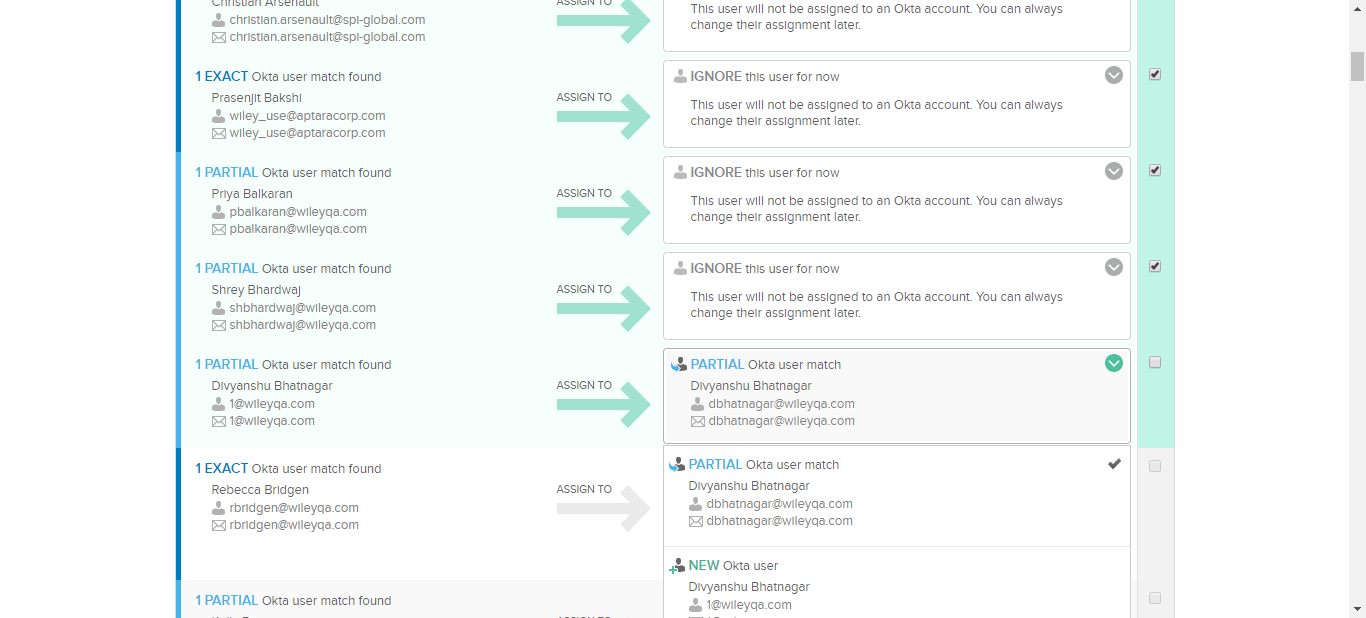 Christian Arsenault
christian.arsenault@spi-global.com
christian.arsenault@spi-global.com
ASSIGN TO
This user will not be assigned to an Okta account. You can always
change their assignment later.
1 EXACT Okta user match found
Prasenjit Bakshi
wiley_use@aptaracorp.com
wiley_use@aptaracorp.com
ASSIGN TO
IGNORE this user for now
This user will not be assigned to an Okta account. You can always
change their assignment later.
1 PARTIAL Okta user match found
Priya Balkaran
pbalkaran@wileyqa.com
pbalkaran@wileyqa.com
ASSIGN TO
IGNORE this user for now
This user will not be assigned to an Okta account. You can always
change their assignment later.
1 PARTIAL Okta user match found
Shrey Bhardwaj
shbhardwaj@wileyqa.com
shbhardwaj@wileyqa.com
ASSIGN TO
IGNORE this user for now
This user will not be assigned to an Okta account. You can always
change their assignment later.
1 PARTIAL Okta user match found
Divyanshu Bhatnagar
1@wileyqa.com
1@wileyqa.com
ASSIGN TO
PARTIAL Okta user match
Divyanshu Bhatnagar
dbhatnagar@wileyqa.com
dbhatnagar@wileyqa.com
1 EXACT Okta user match found
Rebecca Bridgen
rbridgen@wileyqa.com
rbridgen@wileyqa.com
ASSIGN TO
PARTIAL Okta user match
Divyanshu Bhatnagar
dbhatnagar@wileyqa.com
dbhatnagar@wileyqa.com
NEW Okta user
Divyanshu Bhatnagar
1@wileyqa.com
1 PARTIAL Okta user match found